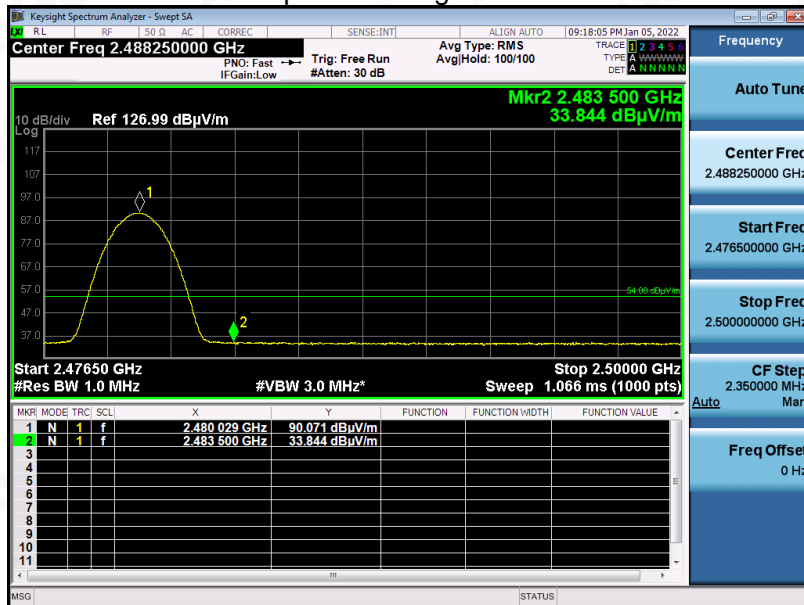 Keysight Spectrum Analyzer - Swept SA
LXI RL RF 50 Ω AC CORREC SENSE:INT ALIGN AUTO 09:18:05 PM Jan 05, 2022
Center Freq 2.488250000 GHz
PNO: Fast
IFGain:Low
Trig: Free Run
#Atten: 30 dB
Avg Type: RMS
Avg|Hold: 100/100
TRACE 1 2 3 4 5 6
TYPE A WWWWW
DET A N N N N N
Mkr2 2.483 500 GHz
33.844 dBµV/m
10 dB/div Ref 126.99 dBµV/m
Log
117
107
97.0
87.0
77.0
67.0
57.0
47.0
37.0
1
2
54.00 dBµV/m
Start 2.47650 GHz Stop 2.50000 GHz
#Res BW 1.0 MHz #VBW 3.0 MHz* Sweep 1.066 ms (1000 pts)
MKR MODE TRC SCL X Y FUNCTION FUNCTION WIDTH FUNCTION VALUE
1 N 1 f 2.480 029 GHz 90.071 dBµV/m
2 N 1 f 2.483 500 GHz 33.844 dBµV/m
3
4
5
6
7
8
9
10
11
MSG STATUS
Frequency
Auto Tune
Center Freq
2.488250000 GHz
Start Freq
2.476500000 GHz
Stop Freq
2.500000000 GHz
CF Step
2.350000 MHz
Auto Man
Freq Offset
0 Hz